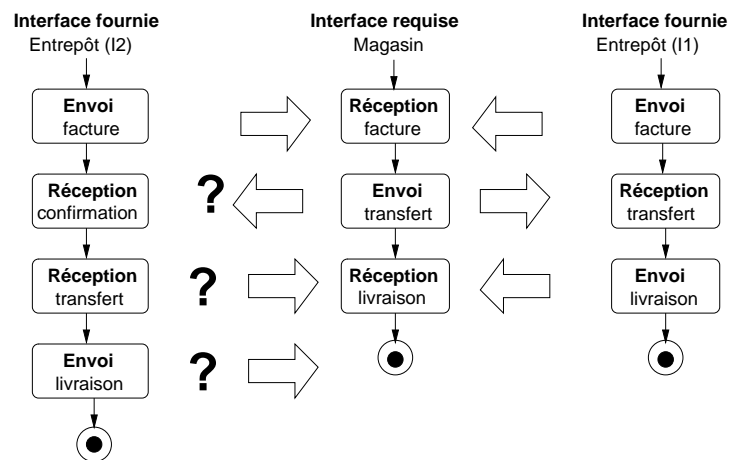 Interface fournie
Entrepôt (I2)
Envoi
facture
Réception
confirmation
Réception
transfert
Envoi
livraison
?
?
?
Interface requise
Magasin
Réception
facture
Envoi
transfert
Réception
livraison
Interface fournie
Entrepôt (I1)
Envoi
facture
Réception
transfert
Envoi
livraison